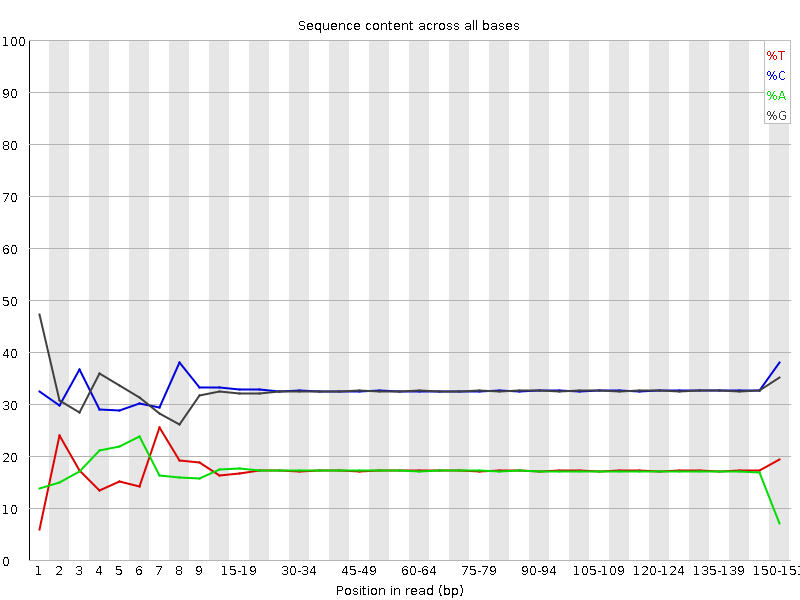 Sequence content across all bases
100
90
80
70
60
50
40
30
20
10
0
%T
%C
%A
%G
1 2 3 4 5 6 7 8 9 15-19 30-34 45-49 60-64 75-79 90-94 105-109 120-124 135-139 150-151
Position in read (bp)